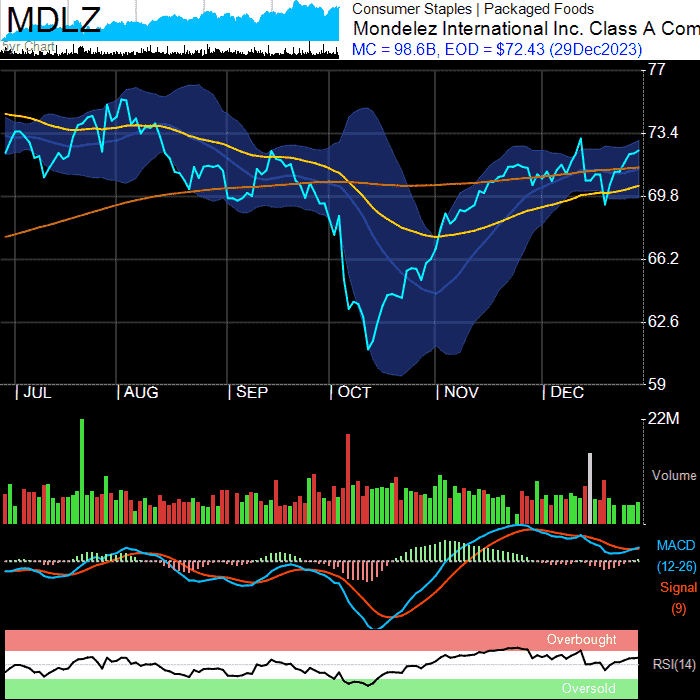 MDLZ
5yr Chart
Consumer Staples | Packaged Foods
Mondelez International Inc. Class A Com
MC = 98.6B, EOD = $72.43 (29Dec2023)
77
73.4
69.8
66.2
62.6
59
JUL AUG SEP OCT NOV DEC
22M
Volume
MACD
(12-26)
Signal
(9)
Overbought
RSI(14)
Oversold